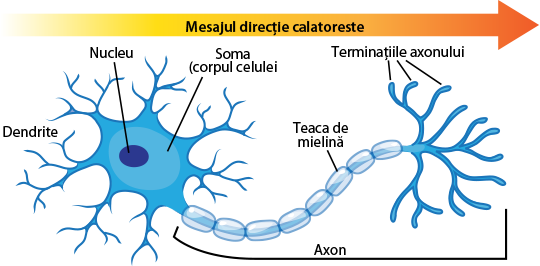 Mesajul direcție calatoreste
Nucleu
Soma
(corpul celulei
Terminațiile axonului
Dendrite
Teaca de
mielină
Axon